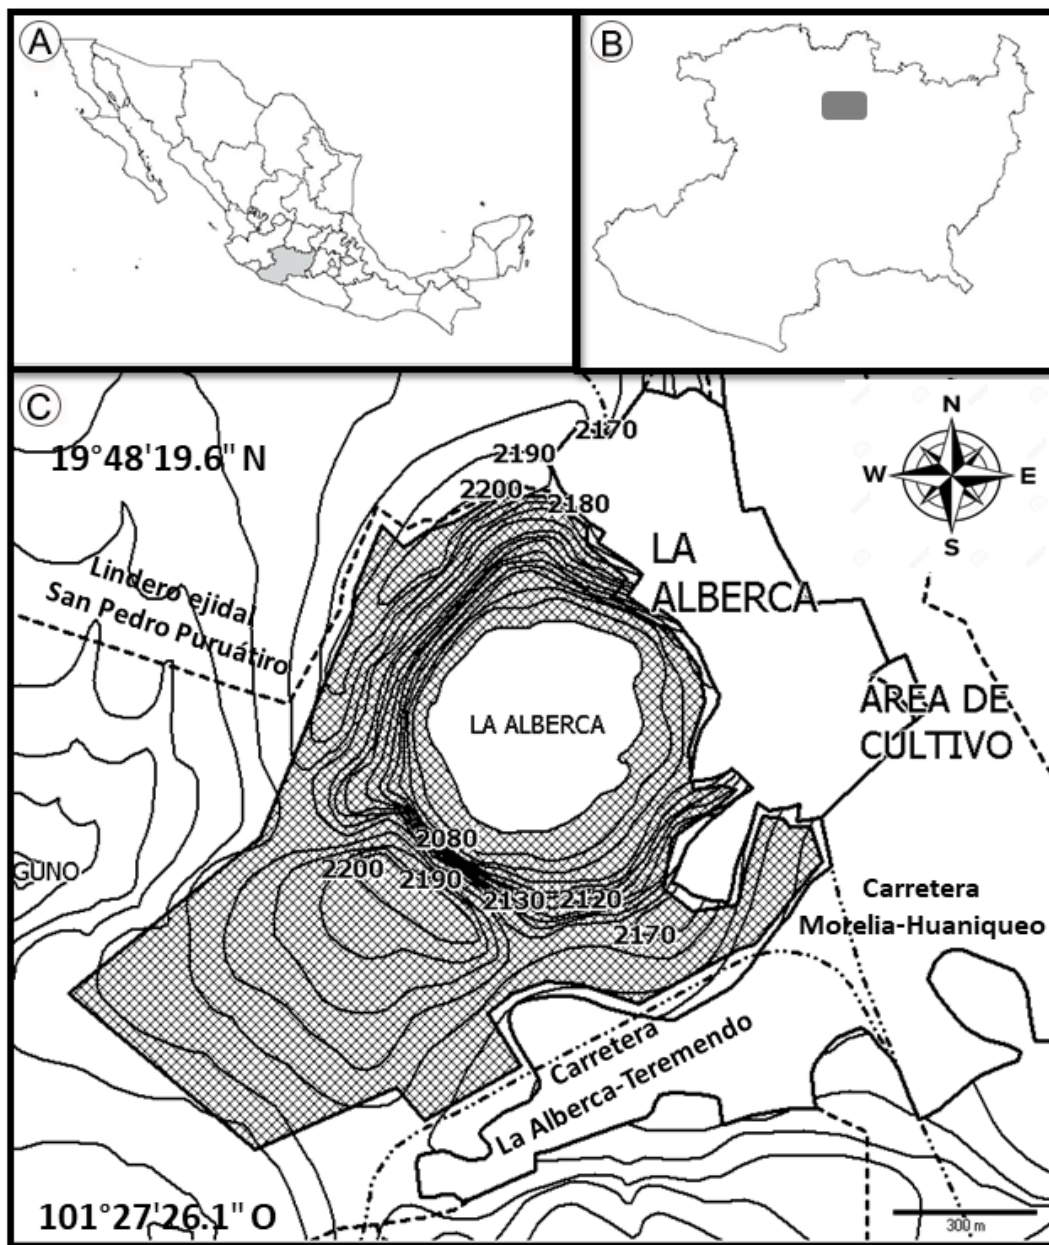 A
B
C
19°48'19.6" N
2170
2190
2200
2180
N
W
E
S
LA
ALBERCA
Lindero ejidal
San Pedro Puruátiro
LA ALBERCA
ÁREA DE
CULTIVO
2080
2200
2190
2130
2120
2170
GUNO
Carretera
Morelia-Huaniqueo
Carretera
La Alberca-Teremendo
101°27'26.1" O
300 m